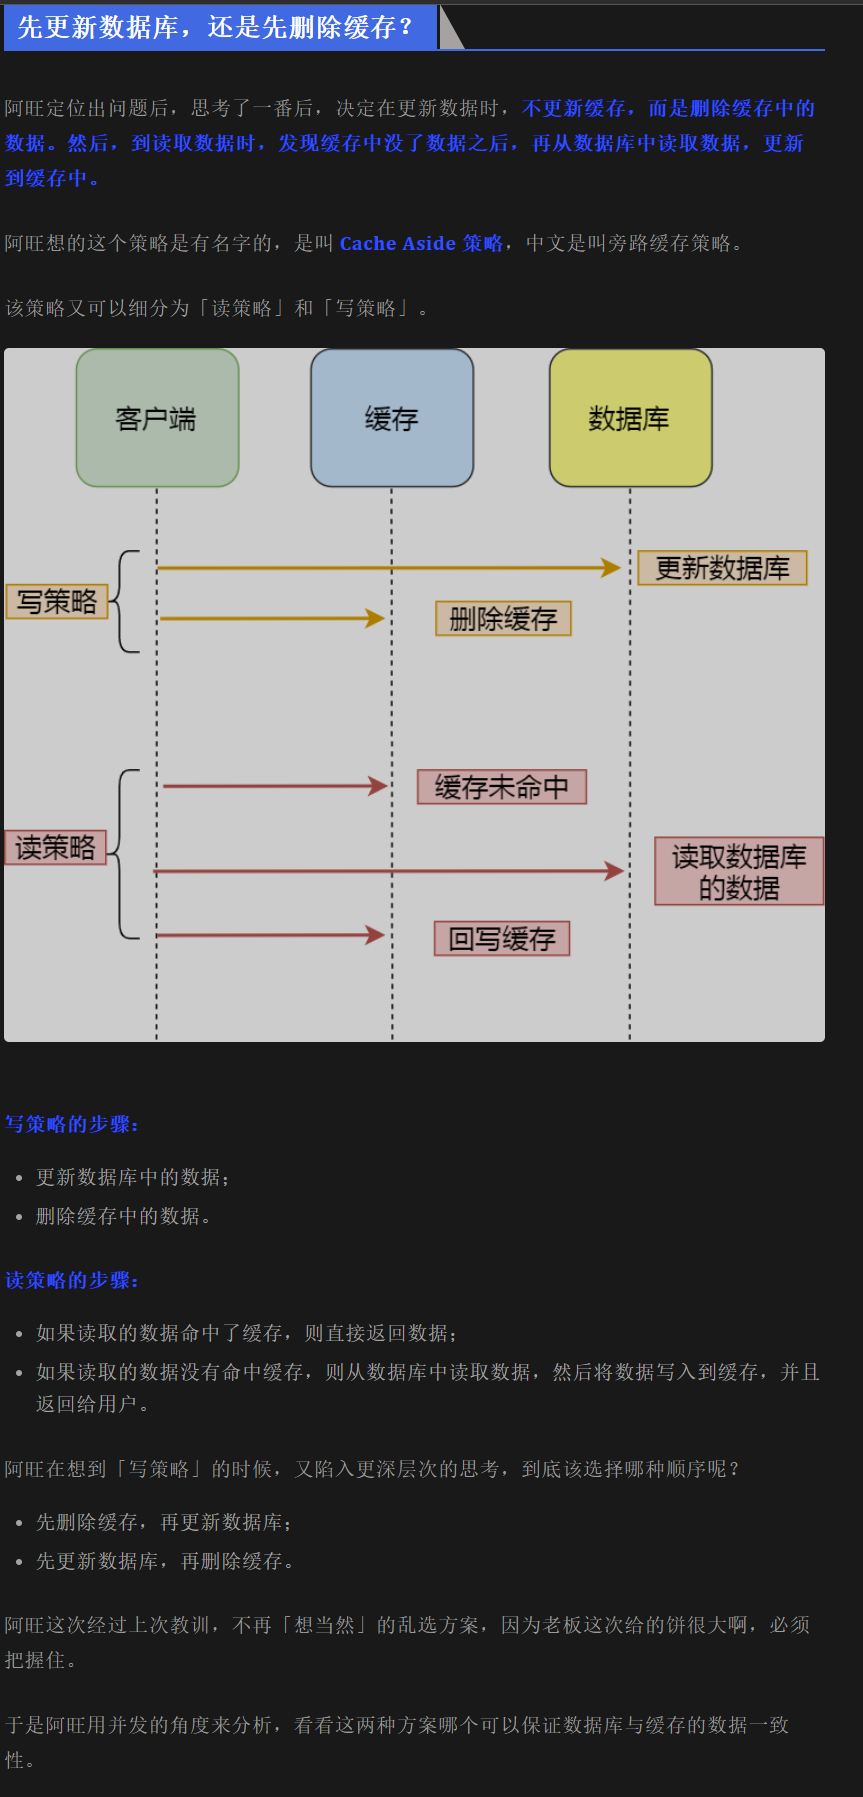 先更新数据库，还是先删除缓存？
阿旺定位出问题后，思考了一番后，决定在更新数据时，不更新缓存，而是删除缓存中的
数据。然后，到读取数据时，发现缓存中没了数据之后，再从数据库中读取数据，更新
到缓存中。
阿旺想的这个策略是有名字的，是叫 Cache Aside 策略，中文是叫旁路缓存策略。
该策略又可以细分为「读策略」和「写策略」。
客户端
缓存
数据库
更新数据库
写策略
删除缓存
缓存未命中
读策略
读取数据库
的数据
回写缓存
写策略的步骤：
• 更新数据库中的数据；
• 删除缓存中的数据。
读策略的步骤：
• 如果读取的数据命中了缓存，则直接返回数据；
• 如果读取的数据没有命中缓存，则从数据库中读取数据，然后将数据写入到缓存，并且
返回给用户。
阿旺在想到「写策略」的时候，又陷入更深层次的思考，到底该选择哪种顺序呢？
• 先删除缓存，再更新数据库；
• 先更新数据库，再删除缓存。
阿旺这次经过上次教训，不再「想当然」的乱选方案，因为老板这次给的饼很大啊，必须
把握住。
于是阿旺用并发的角度来分析，看看这两种方案哪个可以保证数据库与缓存的数据一致
性。